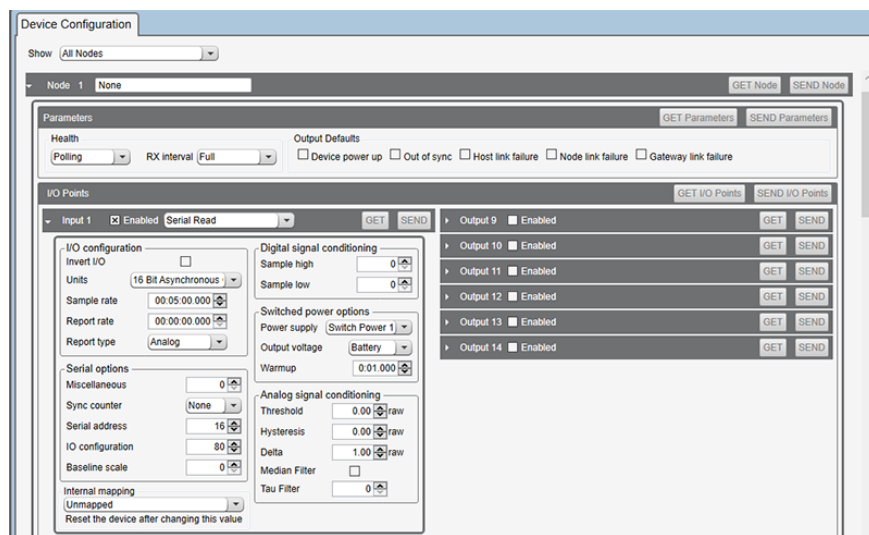 Device Configuration
Show All Nodes
Node 1 None GET Node SEND Node
Parameters GET Parameters SEND Parameters
Health Output Defaults
Polling RX interval Full Device power up Out of sync Host link failure Node link failure Gateway link failure
I/O Points GET I/O Points SEND I/O Points
Input 1 Enabled Serial Read GET SEND
I/O configuration
Invert I/O
Units 16 Bit Asynchronous
Sample rate 00:05:00.000
Report rate 00:00:00.000
Report type Analog
Serial options
Miscellaneous 0
Sync counter None
Serial address 16
IO configuration 80
Baseline scale 0
Internal mapping
Unmapped
Reset the device after changing this value
Digital signal conditioning
Sample high 0
Sample low 0
Switched power options
Power supply Switch Power 1
Output voltage Battery
Warmup 0:01.000
Analog signal conditioning
Threshold 0.00 raw
Hysteresis 0.00 raw
Delta 1.00 raw
Median Filter
Tau Filter 0
Output 9 Enabled GET SEND
Output 10 Enabled GET SEND
Output 11 Enabled GET SEND
Output 12 Enabled GET SEND
Output 13 Enabled GET SEND
Output 14 Enabled GET SEND